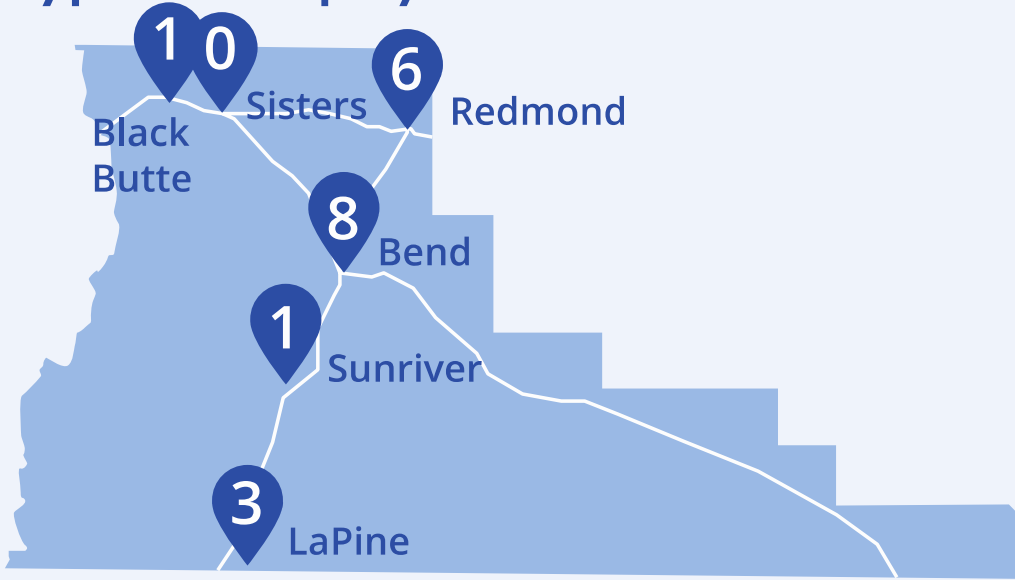 1
0
6
Sisters
Redmond
Black
Butte
8
Bend
1
Sunriver
3
LaPine